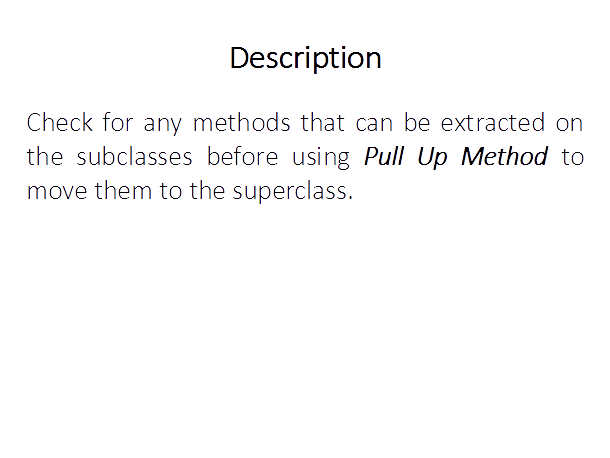 Description
Check for any methods that can be extracted on
the subclasses before using Pull Up Method to
move them to the superclass.